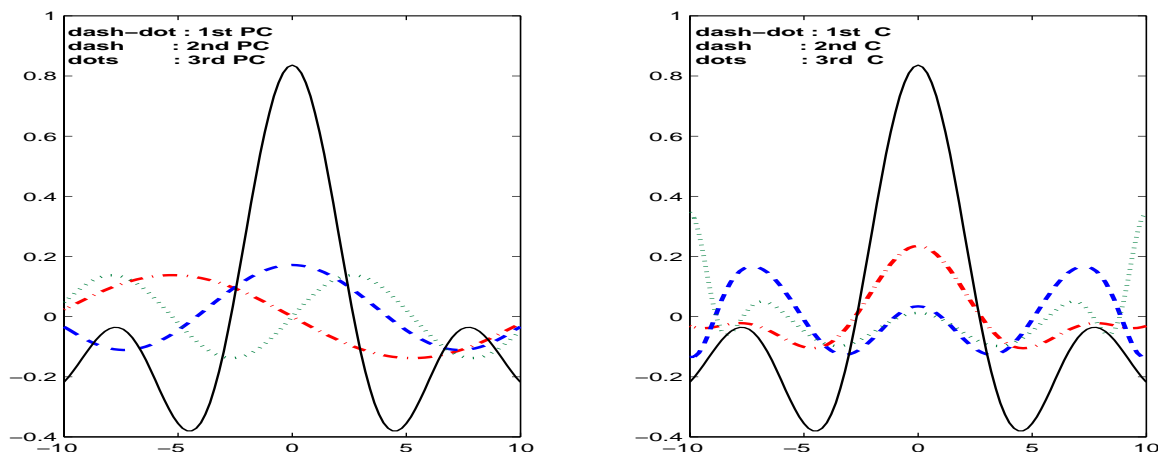 1
dash-dot : 1st PC
dash : 2nd PC
dots : 3rd PC
0.8
0.6
0.4
0.2
0
−0.2
−0.4
−10 −5 0 5 10
1
dash-dot : 1st C
dash : 2nd C
dots : 3rd C
0.8
0.6
0.4
0.2
0
−0.2
−0.4
−10 −5 0 5 10